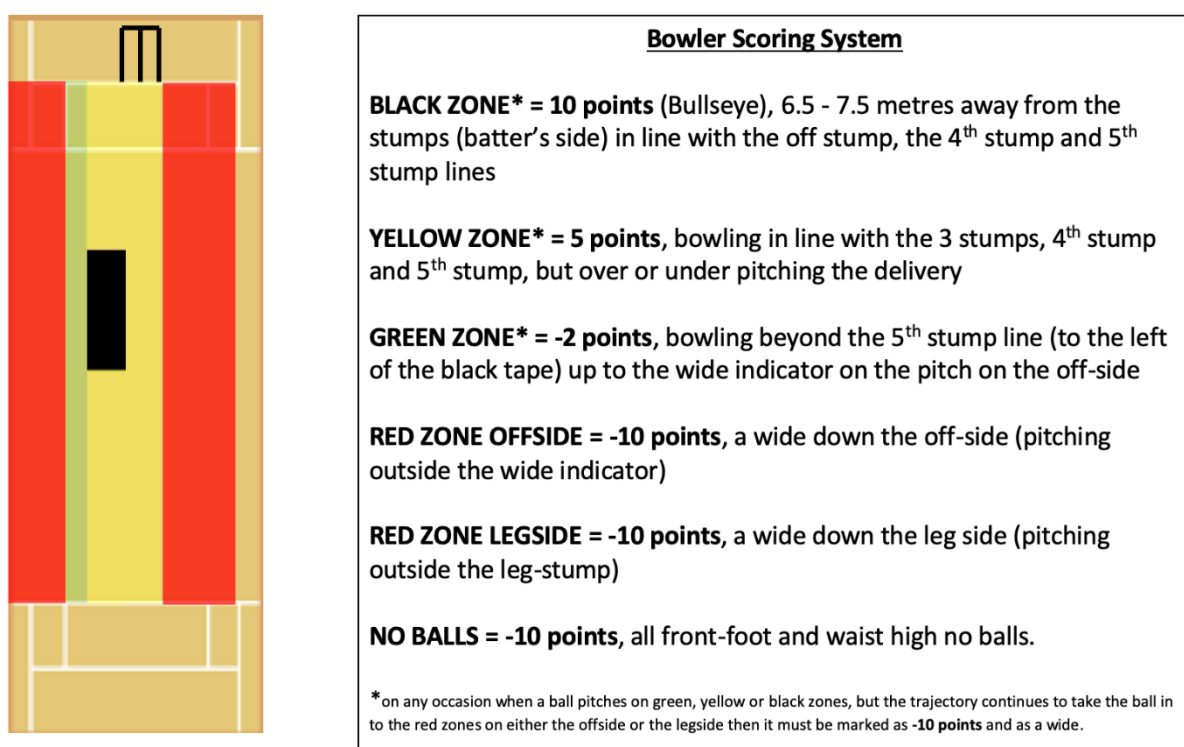 Bowler Scoring System
BLACK ZONE* = 10 points (Bullseye), 6.5 - 7.5 metres away from the
stumps (batter’s side) in line with the off stump, the 4th stump and 5th
stump lines
YELLOW ZONE* = 5 points, bowling in line with the 3 stumps, 4th stump
and 5th stump, but over or under pitching the delivery
GREEN ZONE* = -2 points, bowling beyond the 5th stump line (to the left
of the black tape) up to the wide indicator on the pitch on the off-side
RED ZONE OFFSIDE = -10 points, a wide down the off-side (pitching
outside the wide indicator)
RED ZONE LEGSIDE = -10 points, a wide down the leg side (pitching
outside the leg-stump)
NO BALLS = -10 points, all front-foot and waist high no balls.
*on any occasion when a ball pitches on green, yellow or black zones, but the trajectory continues to take the ball in
to the red zones on either the offside or the legside then it must be marked as -10 points and as a wide.